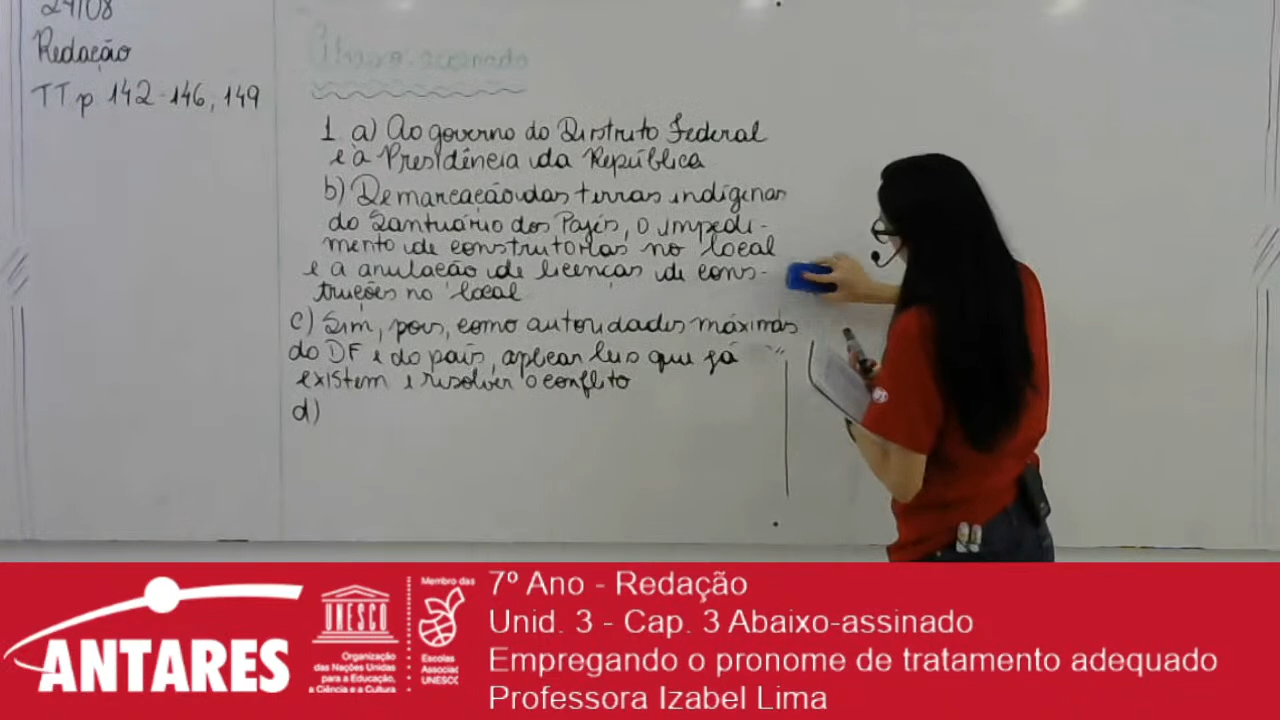 24/08
Redação
TT p 142-146, 149
Abaixo-assinado
1 a) Ao governo do Distrito Federal
e à Presidência da República
b) Demarcação das terras indígenas
do Santuário dos Pajés, o impedi-
mento de construtoras no local
e a anulação de licenças de cons-
truções no local
c) Sim, pois, como autoridades máximas
do DF e do país, aplicar leis que já
existem e resolver o conflito
d)
ANTARES
UNESCO
Organização
das Nações Unidas
para a Educação,
a Ciência e a Cultura
Membro das
Escolas
Associa
UNESC
7º Ano - Redação
Unid. 3 - Cap. 3 Abaixo-assinado
Empregando o pronome de tratamento adequado
Professora Izabel Lima